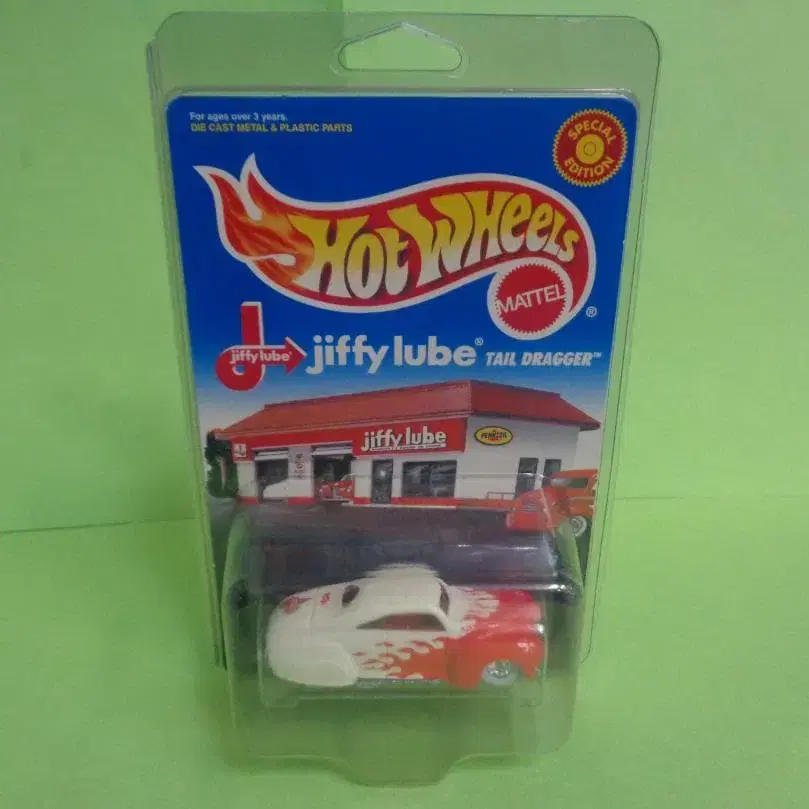 For ages over 3 years.
DIE CAST METAL & PLASTIC PARTS
SPECIAL
EDITION
HOT WHEELS
MATTEL
®
jiffy lube®
jiffy lube® TAIL DRAGGER™
jiffy lube
PENNZOIL